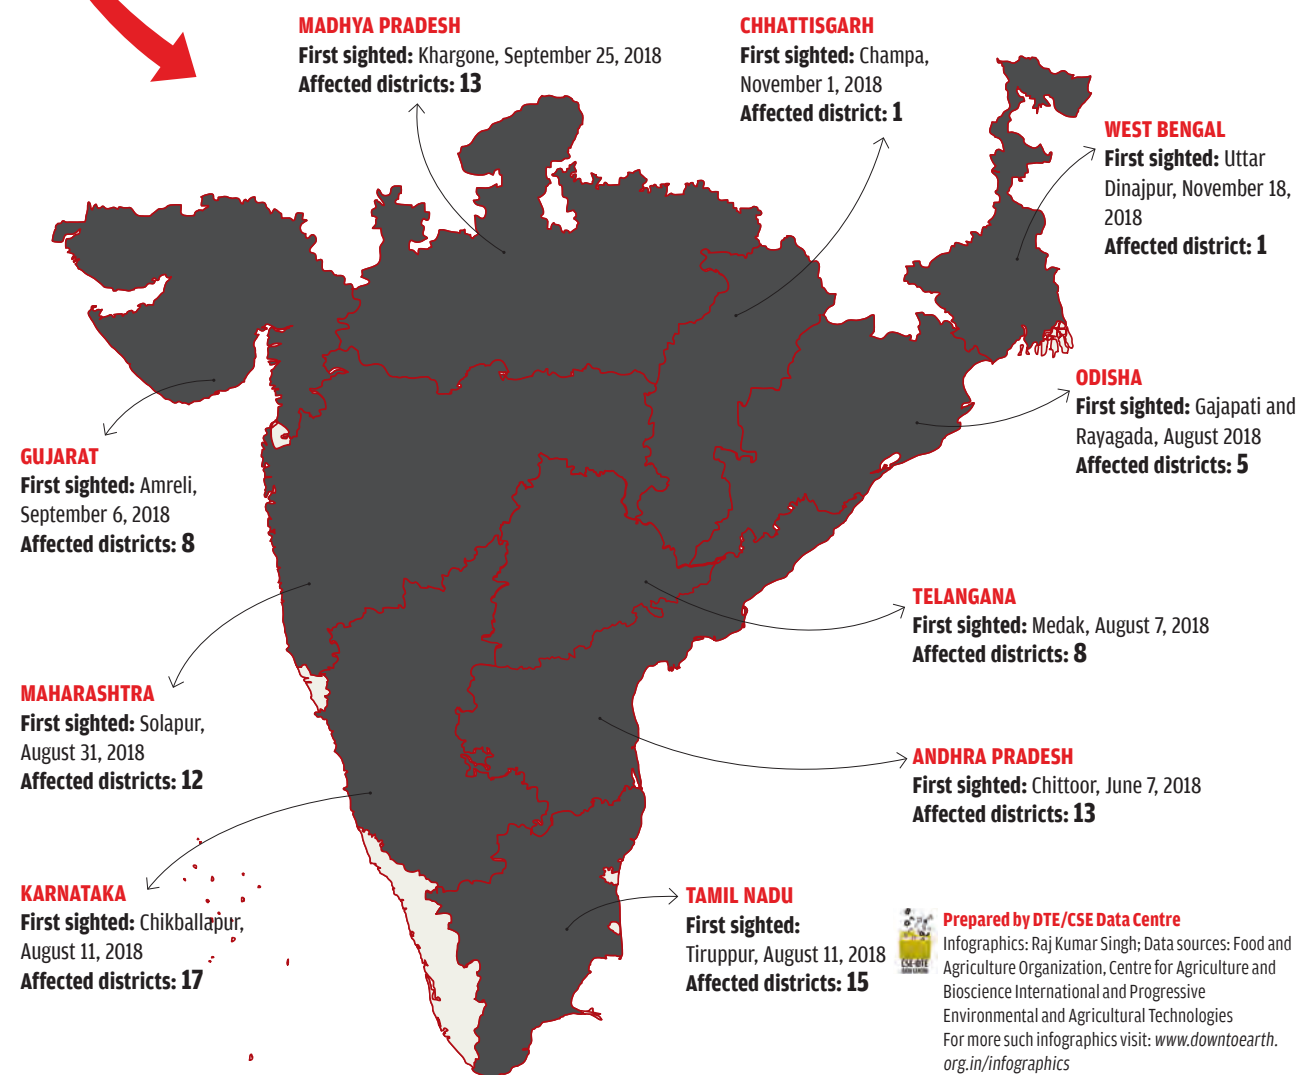 MADHYA PRADESH
First sighted: Khargone, September 25, 2018
Affected districts: 13
CHHATTISGARH
First sighted: Champa,
November 1, 2018
Affected district: 1
WEST BENGAL
First sighted: Uttar
Dinajpur, November 18,
2018
Affected district: 1
ODISHA
First sighted: Gajapati and
Rayagada, August 2018
Affected districts: 5
GUJARAT
First sighted: Amreli,
September 6, 2018
Affected districts: 8
TELANGANA
First sighted: Medak, August 7, 2018
Affected districts: 8
MAHARASHTRA
First sighted: Solapur,
August 31, 2018
Affected districts: 12
ANDHRA PRADESH
First sighted: Chittoor, June 7, 2018
Affected districts: 13
KARNATAKA
First sighted: Chikballapur,
August 11, 2018
Affected districts: 17
TAMIL NADU
First sighted:
Tiruppur, August 11, 2018
Affected districts: 15
CSE-DTE
DATA CENTRE
Prepared by DTE/CSE Data Centre
Infographics: Raj Kumar Singh; Data sources: Food and
Agriculture Organization, Centre for Agriculture and
Bioscience International and Progressive
Environmental and Agricultural Technologies
For more such infographics visit: www.downtoearth.
org.in/infographics